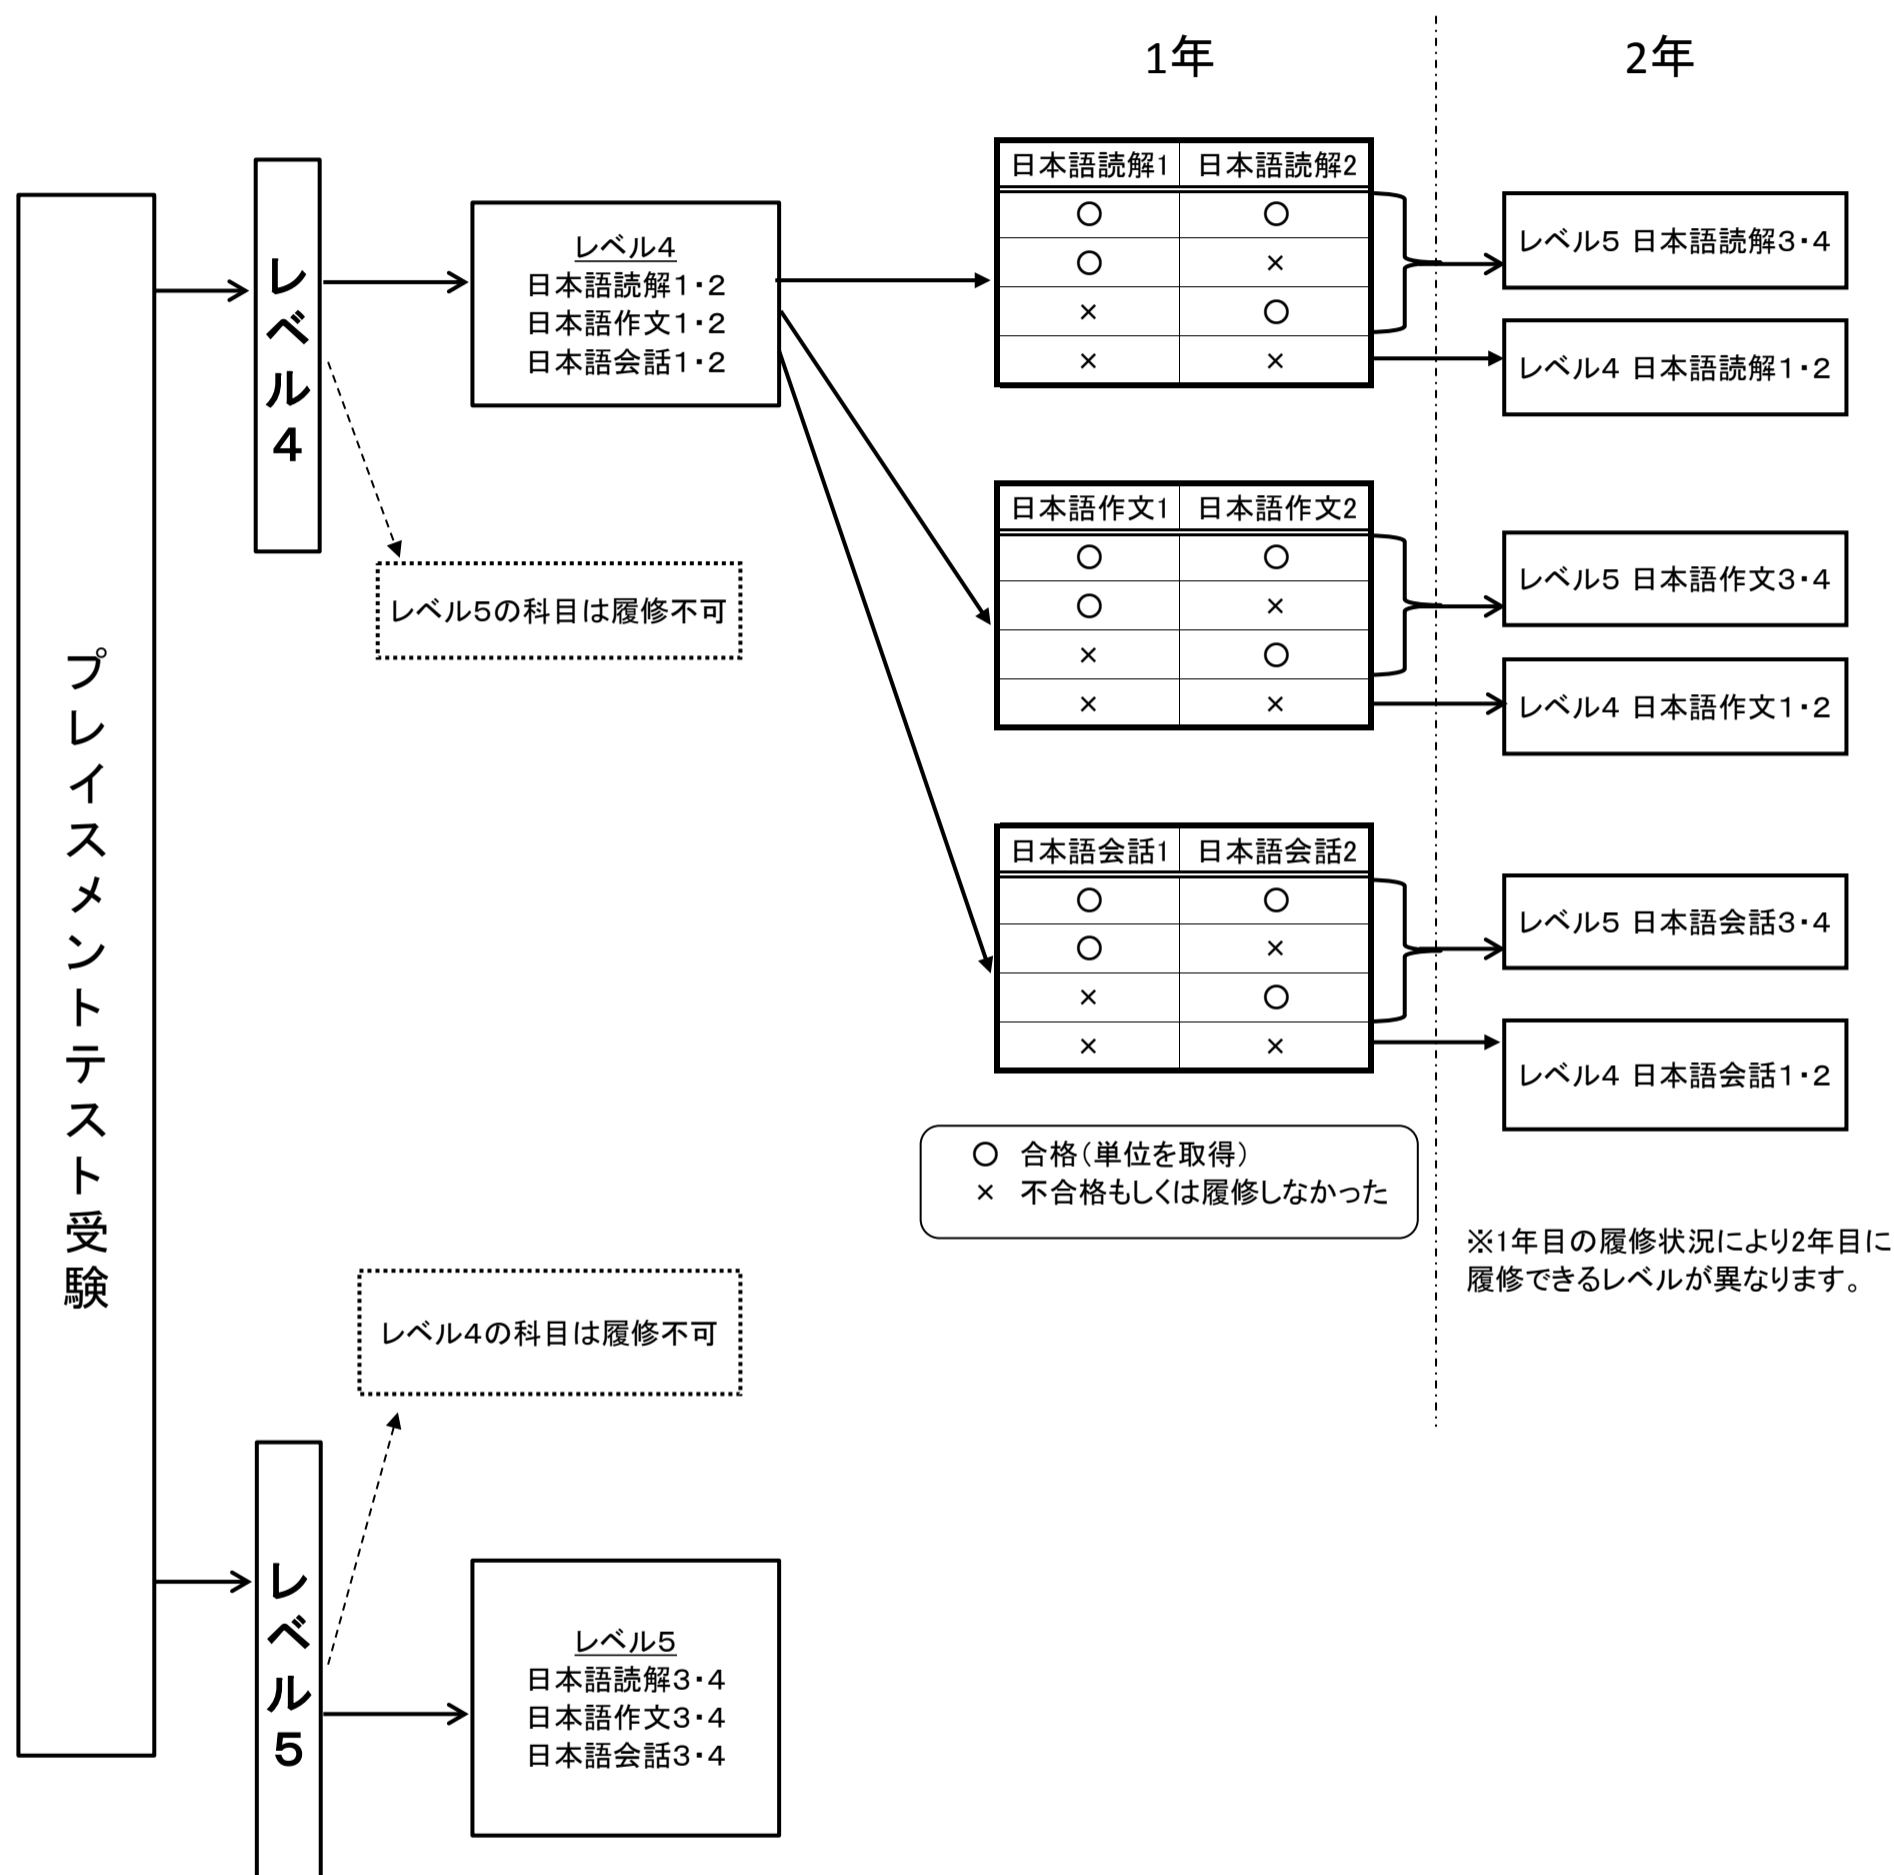 1年
2年
プレイスメントテスト受験
レベル4
レベル4
日本語読解1・2
日本語作文1・2
日本語会話1・2
レベル5の科目は履修不可
日本語読解1 日本語読解2
○ ○
○ ×
× ○
× ×
レベル5 日本語読解3・4
レベル4 日本語読解1・2
日本語作文1 日本語作文2
○ ○
○ ×
× ○
× ×
レベル5 日本語作文3・4
レベル4 日本語作文1・2
日本語会話1 日本語会話2
○ ○
○ ×
× ○
× ×
レベル5 日本語会話3・4
レベル4 日本語会話1・2
○ 合格(単位を取得)
× 不合格もしくは履修しなかった
※1年目の履修状況により2年目に
履修できるレベルが異なります。
レベル4の科目は履修不可
レベル5
レベル5
日本語読解3・4
日本語作文3・4
日本語会話3・4